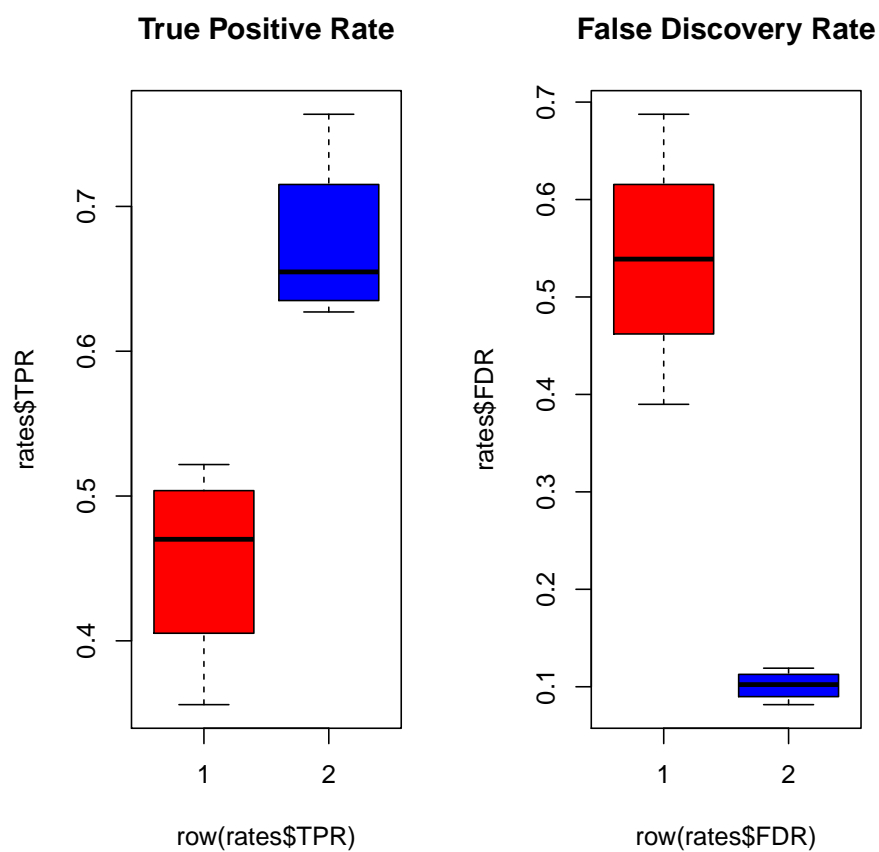 True Positive Rate
rates$TPR
0.7
0.6
0.5
0.4
1 2
row(rates$TPR)
False Discovery Rate
rates$FDR
0.7
0.6
0.5
0.4
0.3
0.2
0.1
1 2
row(rates$FDR)